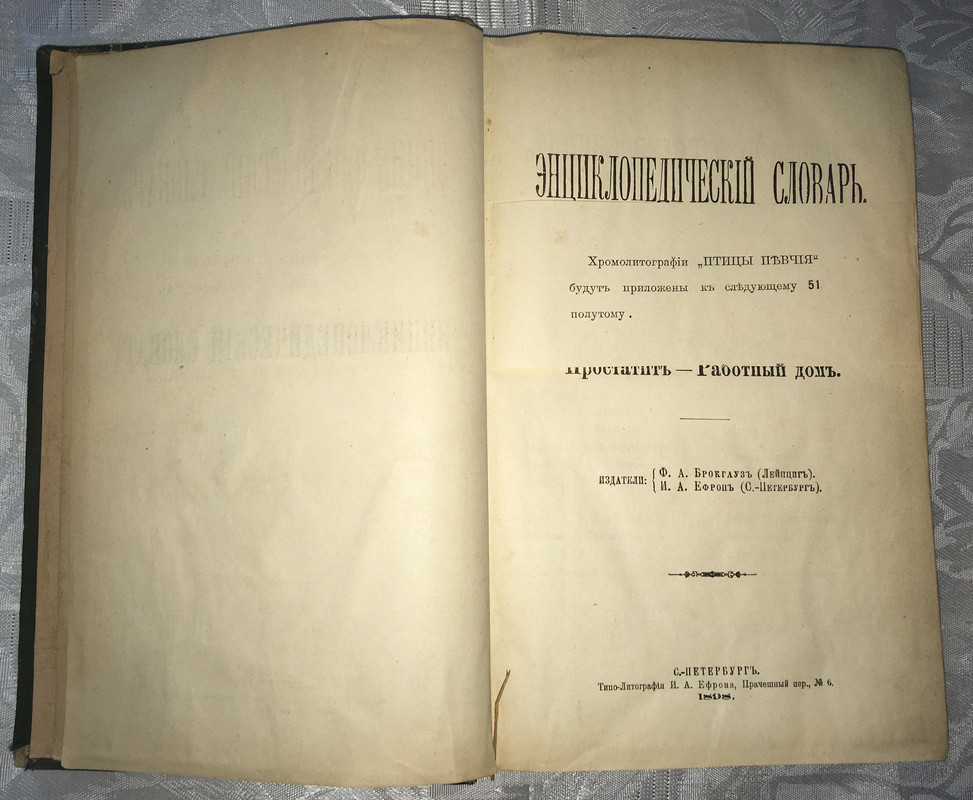 ЭНЦИКЛОПЕДИЧЕСКІЙ СЛОВАРЬ.
Хромолитографіи „ПТИЦЫ ПѢВЧІЯ“
будутъ приложены къ слѣдующему 51
полутому.
Простатитъ — Работный домъ.
ИЗДАТЕЛИ:
Ф. А. Брокгаузъ (Лейпцигъ).
И. А. Ефронъ (С.-Петербургъ).
С.-ПЕТЕРБУРГЪ.
Типо-Литографія И. А. Ефрона, Прачешный пер., № 6.
1898.